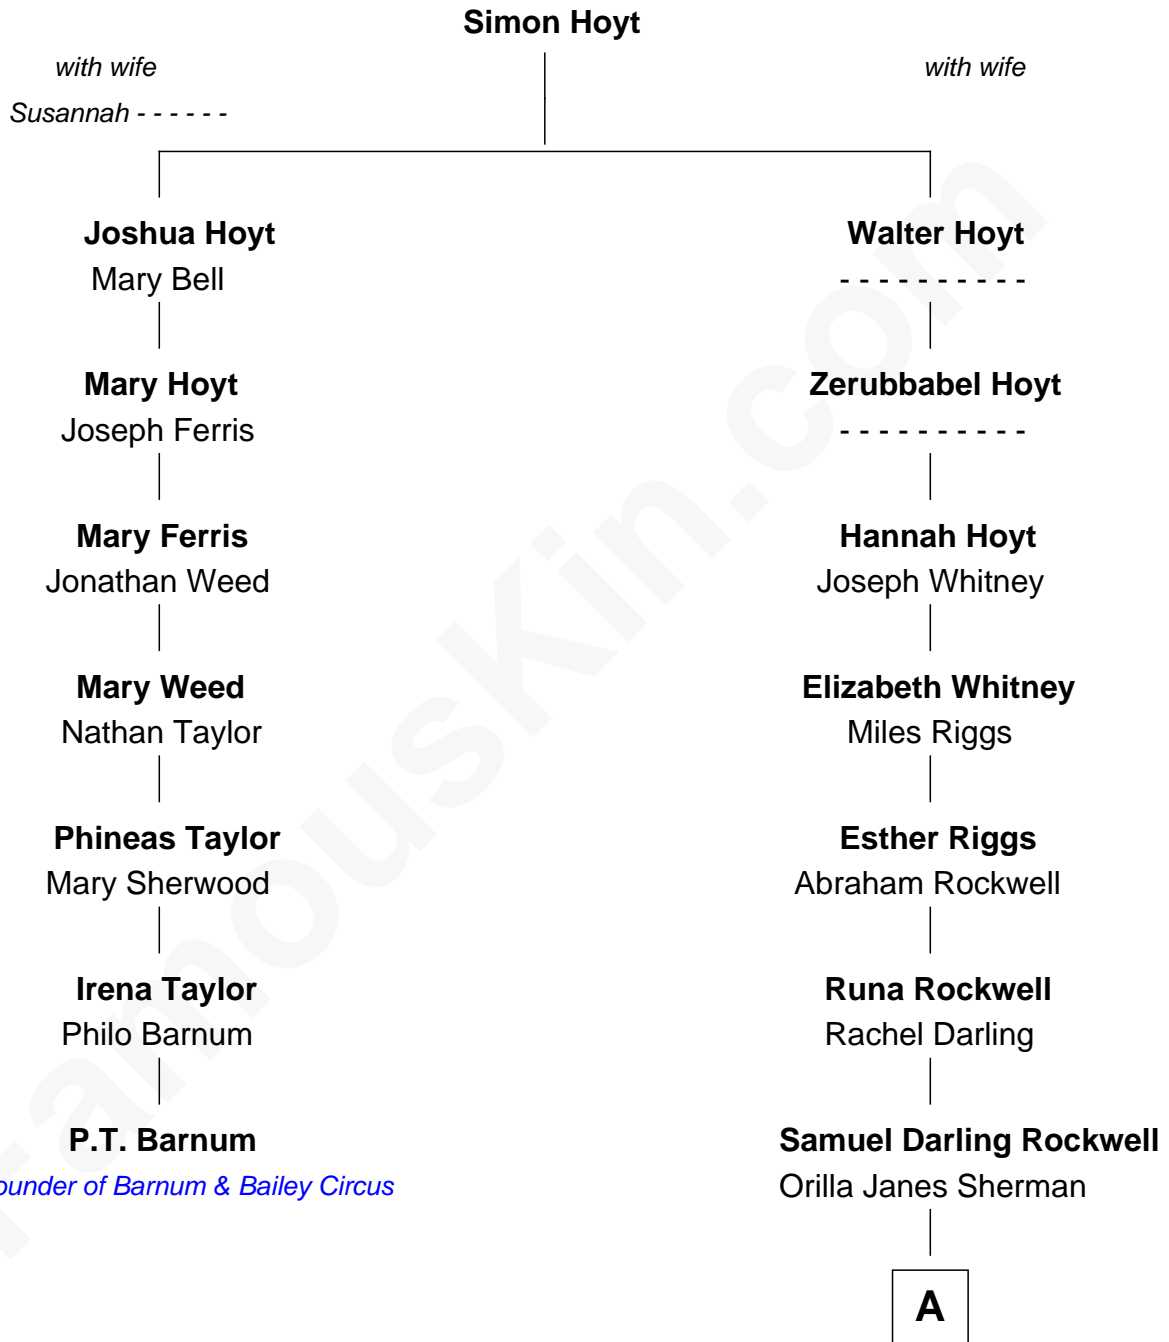 Simon Hoyt
with wife
with wife
Susannah - - - - - -
Joshua Hoyt
Mary Bell
Walter Hoyt
- - - - - - - - - -
Mary Hoyt
Joseph Ferris
Zerubbabel Hoyt
- - - - - - - - - -
Mary Ferris
Jonathan Weed
Hannah Hoyt
Joseph Whitney
Mary Weed
Nathan Taylor
Elizabeth Whitney
Miles Riggs
Phineas Taylor
Mary Sherwood
Esther Riggs
Abraham Rockwell
Irena Taylor
Philo Barnum
Runa Rockwell
Rachel Darling
P.T. Barnum
ounder of Barnum & Bailey Circus
Samuel Darling Rockwell
Orilla Janes Sherman
A
FamousKin.com